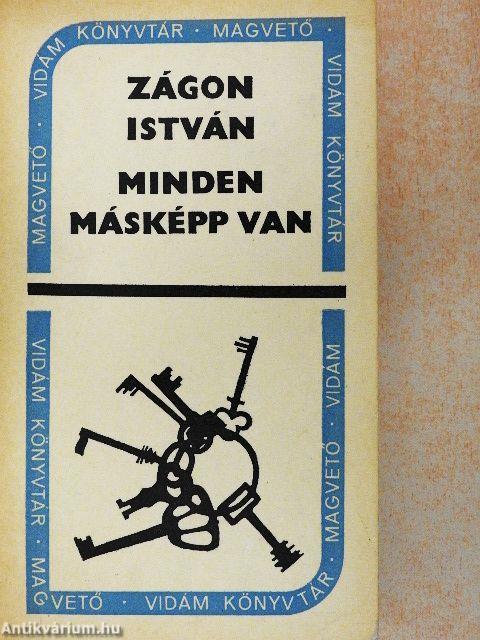 VIDÁM KÖNYVTÁR · MAGVETŐ ·
VIDÁM KÖNYVTÁR
MAGVETŐ ·
ZÁGON
ISTVÁN
MINDEN
MÁSKÉPP VAN
VIDÁM KÖNYVTÁR · MAGVETŐ · VIDÁM KÖNYVTÁR · MAGVETŐ · VIDÁM
Antikvárium.hu